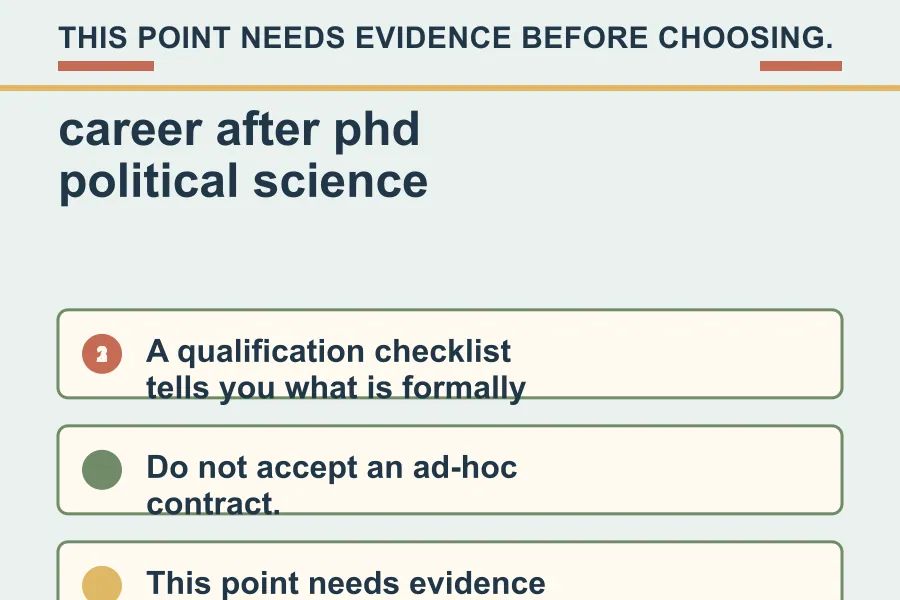 THIS POINT NEEDS EVIDENCE BEFORE CHOOSING.
career after phd
political science
A qualification checklist
tells you what is formally
Do not accept an ad-hoc
contract.
This point needs evidence